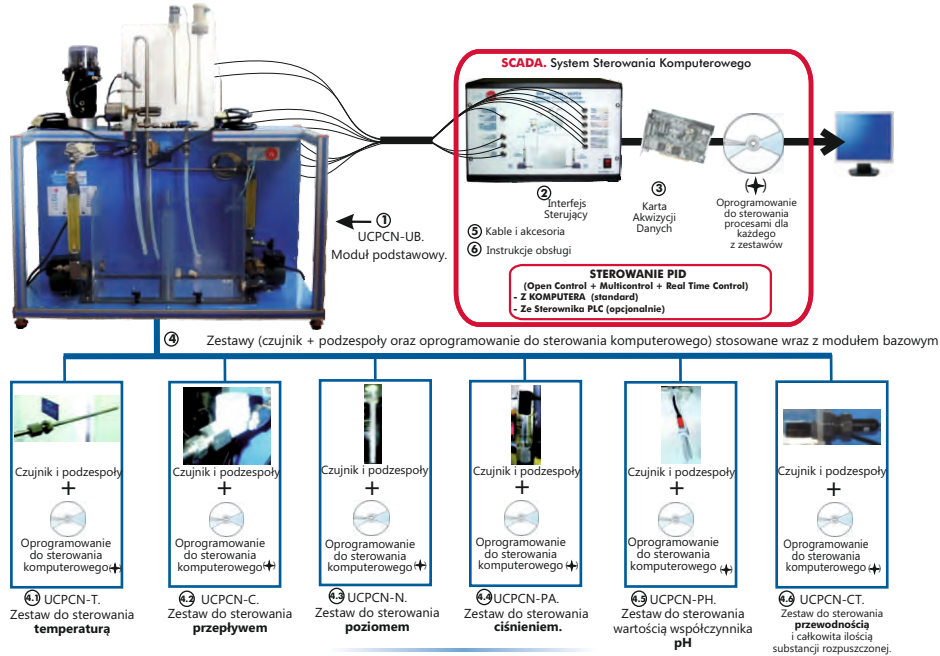 SCADA. System Sterowania Komputerowego
① UCPCN-UB.
Moduł podstawowy.
② Interfejs
Sterujący
③ Karta
Akwizycji
Danych
Oprogramowanie
do sterowania
procesami dla
każdego
z zestawów
⑤ Kable i akcesoria
⑥ Instrukcje obsługi
STEROWANIE PID
(Open Control + Multicontrol + Real Time Control)
- Z KOMPUTERA (standard)
- Ze Sterownika PLC (opcjonalnie)
④ Zestawy (czujnik + podzespoły oraz oprogramowanie do sterowania komputerowego) stosowane wraz z modułem bazowym
Czujnik i podzespoły
+
Oprogramowanie
do sterowania
komputerowego
4.1 UCPCN-T.
Zestaw do sterowania
temperaturą
Czujnik i podzespoły
+
Oprogramowanie
do sterowania
komputerowego
4.2 UCPCN-C.
Zestaw do sterowania
przepływem
Czujnik i podzespoły
+
Oprogramowanie
do sterowania
komputerowego
4.3 UCPCN-N.
Zestaw do sterowania
poziomem
Czujnik i podzespoły
+
Oprogramowanie
do sterowania
komputerowego
4.4 UCPCN-PA.
Zestaw do sterowania
ciśnieniem.
Czujnik i podzespoły
+
Oprogramowanie
do sterowania
komputerowego
4.5 UCPCN-PH.
Zestaw do sterowania
wartością współczynnika
pH
Czujnik i podzespoły
+
Oprogramowanie
do sterowania
komputerowego
4.6 UCPCN-CT.
Zestaw do sterowania
przewodnością
i całkowita ilością
substancji rozpuszczonej.